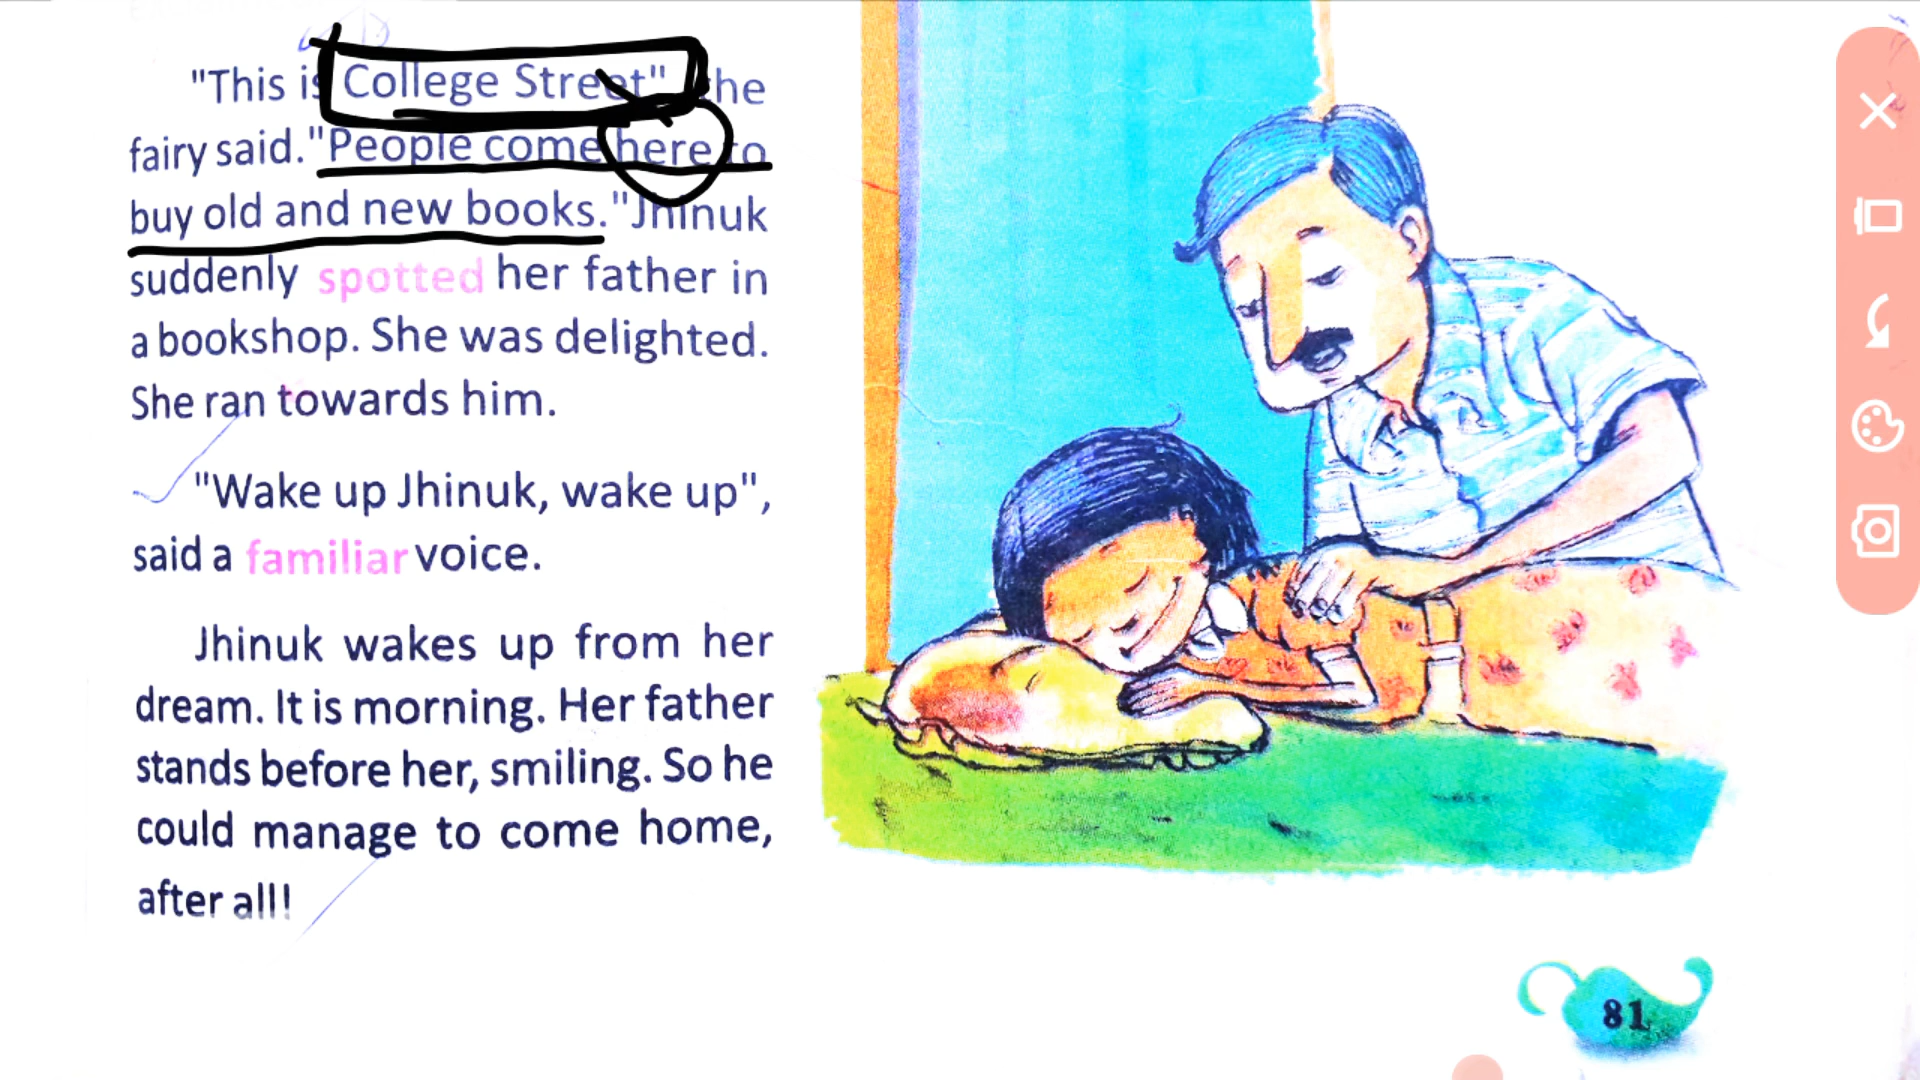 "This is College Street" the
fairy said."People come here to
buy old and new books."Jhinuk
suddenly spotted her father in
a bookshop. She was delighted.
She ran towards him.
"Wake up Jhinuk, wake up",
said a familiar voice.
Jhinuk wakes up from her
dream. It is morning. Her father
stands before her, smiling. So he
could manage to come home,
after all!
81